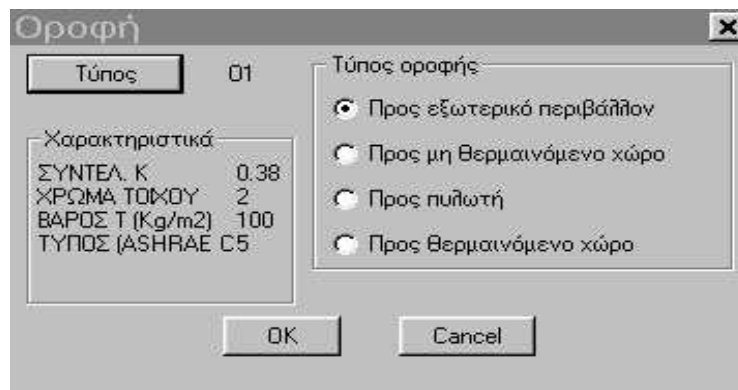 Οροφή
Τύπος Ο1
Χαρακτηριστικά
ΣΥΝΤΕΛ. Κ 0.38
ΧΡΩΜΑ ΤΟΙΧΟΥ 2
ΒΑΡΟΣ Τ (Kg/m2) 100
ΤΥΠΟΣ (ASHRAE C5
Τύπος οροφής
Προς εξωτερικό περιβάλλον
Προς μη θερμαινόμενο χώρο
Προς πυλωτή
Προς θερμαινόμενο χώρο
OK Cancel